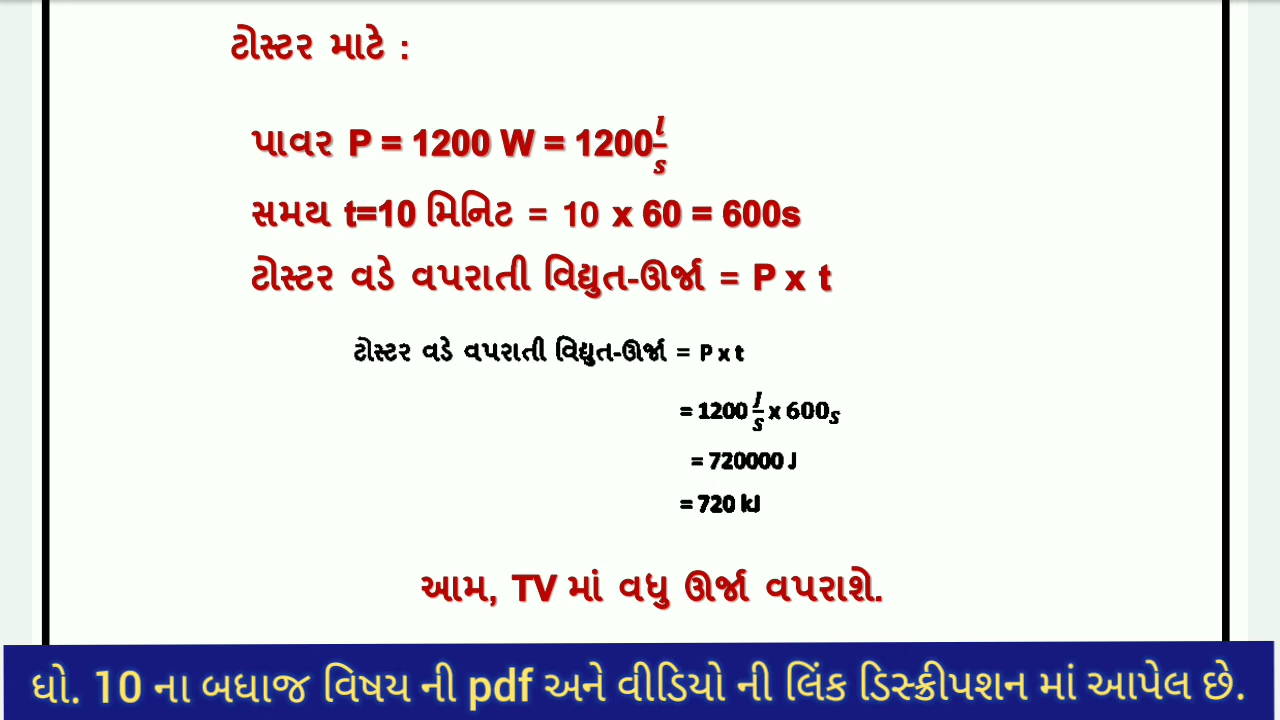 ટોસ્ટર માટે :
પાવર P = 1200 W = 1200 l/s
સમય t=10 મિનિટ = 10 x 60 = 600s
ટોસ્ટર વડે વપરાતી વિદ્યુત-ઊર્જા = P x t
ટોસ્ટર વડે વપરાતી વિદ્યુત-ઊર્જા = P x t
= 1200 J/s x 600s
= 720000 J
= 720 kJ
આમ, TV માં વધુ ઊર્જા વપરાશે.
ધો. 10 ના બધાજ વિષય ની pdf અને વીડિયો ની લિંક ડિસ્ક્રીપશન માં આપેલ છે.